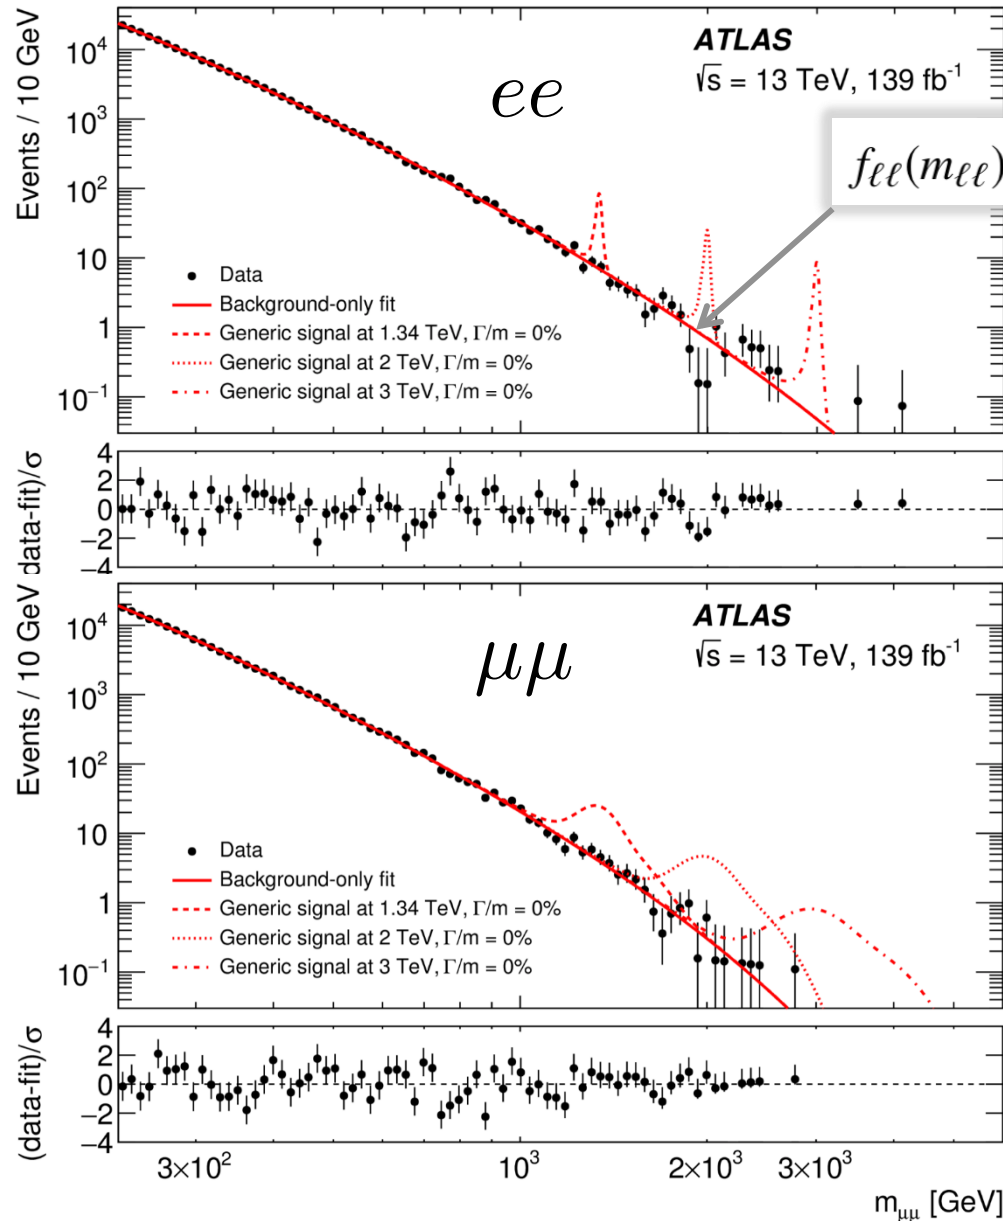 Events / 10 GeV
10⁴
10³
10²
10
1
10⁻¹
ee
ATLAS
√s = 13 TeV, 139 fb⁻¹
fℓℓ(mℓℓ)
Data
Background-only fit
Generic signal at 1.34 TeV, Γ/m = 0%
Generic signal at 2 TeV, Γ/m = 0%
Generic signal at 3 TeV, Γ/m = 0%
data-fit)/σ
4
2
0
−2
−4
Events / 10 GeV
10⁴
10³
10²
10
1
10⁻¹
μμ
ATLAS
√s = 13 TeV, 139 fb⁻¹
Data
Background-only fit
Generic signal at 1.34 TeV, Γ/m = 0%
Generic signal at 2 TeV, Γ/m = 0%
Generic signal at 3 TeV, Γ/m = 0%
(data-fit)/σ
4
2
0
−2
−4
3×10² 10³ 2×10³ 3×10³
mμμ [GeV]